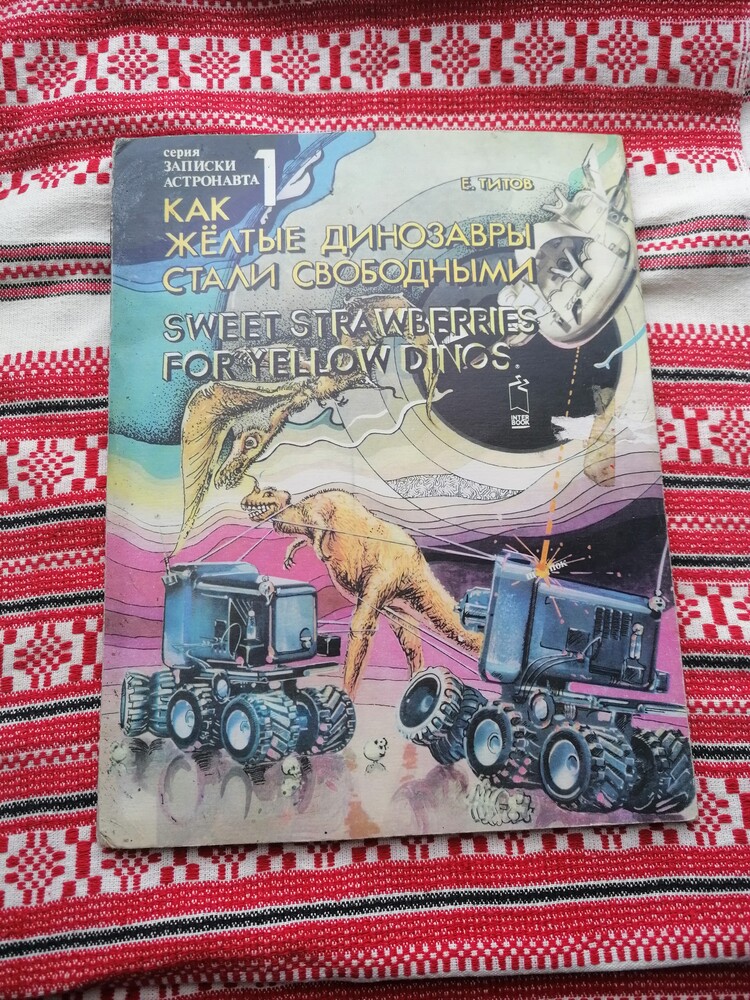 серия
ЗАПИСКИ
АСТРОНАВТА
1
Е. ТИТОВ
КАК
ЖЁЛТЫЕ ДИНОЗАВРЫ
СТАЛИ СВОБОДНЫМИ
SWEET STRAWBERRIES
FOR YELLOW DINOS.
INTER
BOOK